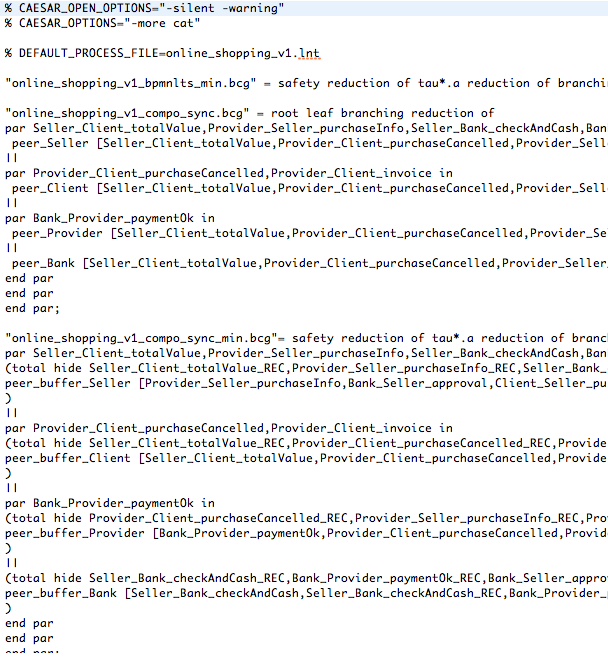 % CAESAR_OPEN_OPTIONS="-silent -warning"
% CAESAR_OPTIONS="-more cat"
% DEFAULT_PROCESS_FILE=online_shopping_v1.lnt
"online_shopping_v1_bpmnlts_min.bcg" = safety reduction of tau*.a reduction of branchi
"online_shopping_v1_compo_sync.bcg" = root leaf branching reduction of
par Seller_Client_totalValue,Provider_Seller_purchaseInfo,Seller_Bank_checkAndCash,Ban
peer_Seller [Seller_Client_totalValue,Provider_Client_purchaseCancelled,Provider_Sell
||
par Provider_Client_purchaseCancelled,Provider_Client_invoice in
peer_Client [Seller_Client_totalValue,Provider_Client_purchaseCancelled,Provider_Sell
||
par Bank_Provider_paymentOk in
peer_Provider [Seller_Client_totalValue,Provider_Client_purchaseCancelled,Provider_Se
||
peer_Bank [Seller_Client_totalValue,Provider_Client_purchaseCancelled,Provider_Seller
end par
end par
end par;
"online_shopping_v1_compo_sync_min.bcg"= safety reduction of tau*.a reduction of branc
par Seller_Client_totalValue,Provider_Seller_purchaseInfo,Seller_Bank_checkAndCash,Ban
(total hide Seller_Client_totalValue_REC,Provider_Seller_purchaseInfo_REC,Seller_Bank_
peer_buffer_Seller [Provider_Seller_purchaseInfo,Bank_Seller_approval,Client_Seller_pu
)
||
par Provider_Client_purchaseCancelled,Provider_Client_invoice in
(total hide Seller_Client_totalValue_REC,Provider_Client_purchaseCancelled_REC,Provide
peer_buffer_Client [Seller_Client_totalValue,Provider_Client_purchaseCancelled,Provide
)
||
par Bank_Provider_paymentOk in
(total hide Provider_Client_purchaseCancelled_REC,Provider_Seller_purchaseInfo_REC,Pro
peer_buffer_Provider [Bank_Provider_paymentOk,Provider_Client_purchaseCancelled,Provid
)
||
(total hide Seller_Bank_checkAndCash_REC,Bank_Provider_paymentOk_REC,Bank_Seller_appro
peer_buffer_Bank [Seller_Bank_checkAndCash,Seller_Bank_checkAndCash_REC,Bank_Provider_
)
end par
end par
end par;